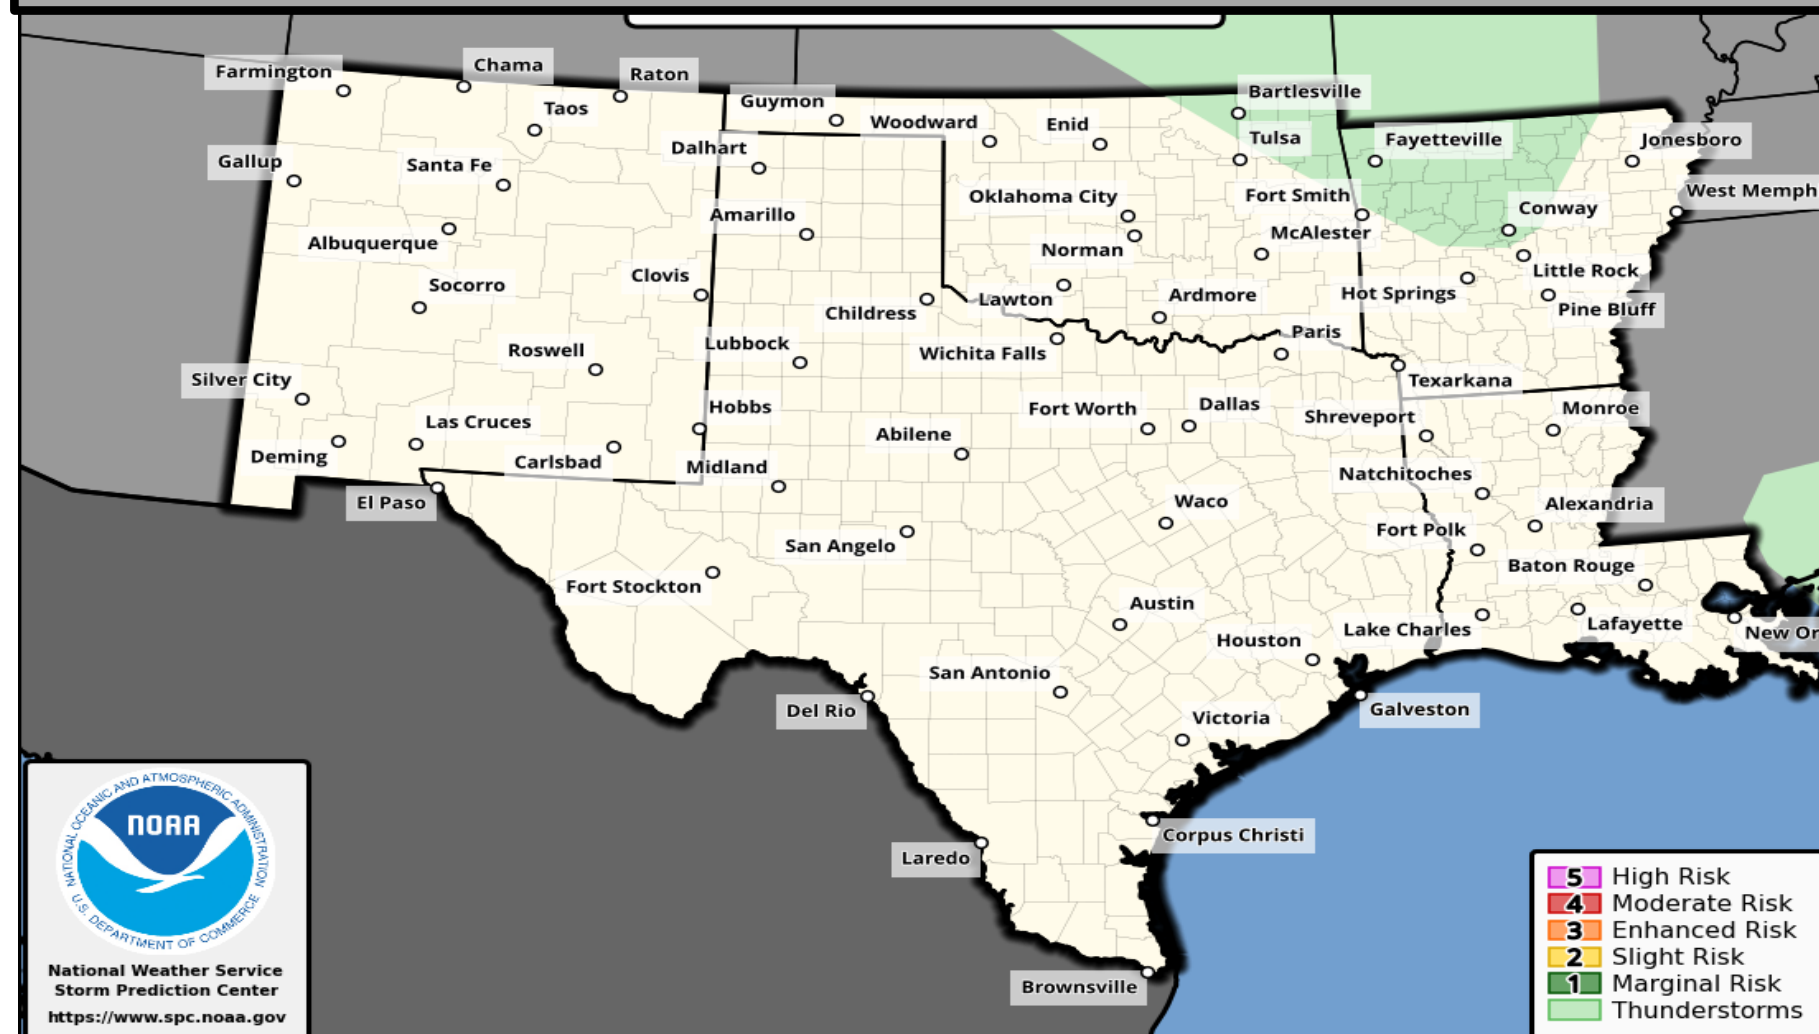 Farmington
Chama
Raton
Taos
Guymon
Woodward
Enid
Bartlesville
Tulsa
Fayetteville
Jonesboro
Gallup
Santa Fe
Dalhart
Amarillo
Oklahoma City
Fort Smith
Conway
West Memph
Albuquerque
Norman
McAlester
Socorro
Clovis
Childress
Lawton
Ardmore
Hot Springs
Little Rock
Pine Bluff
Roswell
Lubbock
Wichita Falls
Paris
Silver City
Texarkana
Las Cruces
Hobbs
Abilene
Fort Worth
Dallas
Shreveport
Monroe
Deming
Carlsbad
Midland
Natchitoches
El Paso
Waco
Alexandria
San Angelo
Fort Polk
Fort Stockton
Baton Rouge
Austin
Houston
Lake Charles
Lafayette
New Or
San Antonio
Del Rio
Victoria
Galveston
Corpus Christi
Laredo
Brownsville
NATIONAL OCEANIC AND ATMOSPHERIC ADMINISTRATION
NOAA
U.S. DEPARTMENT OF COMMERCE
National Weather Service
Storm Prediction Center
https://www.spc.noaa.gov
5 High Risk
4 Moderate Risk
3 Enhanced Risk
2 Slight Risk
1 Marginal Risk
Thunderstorms